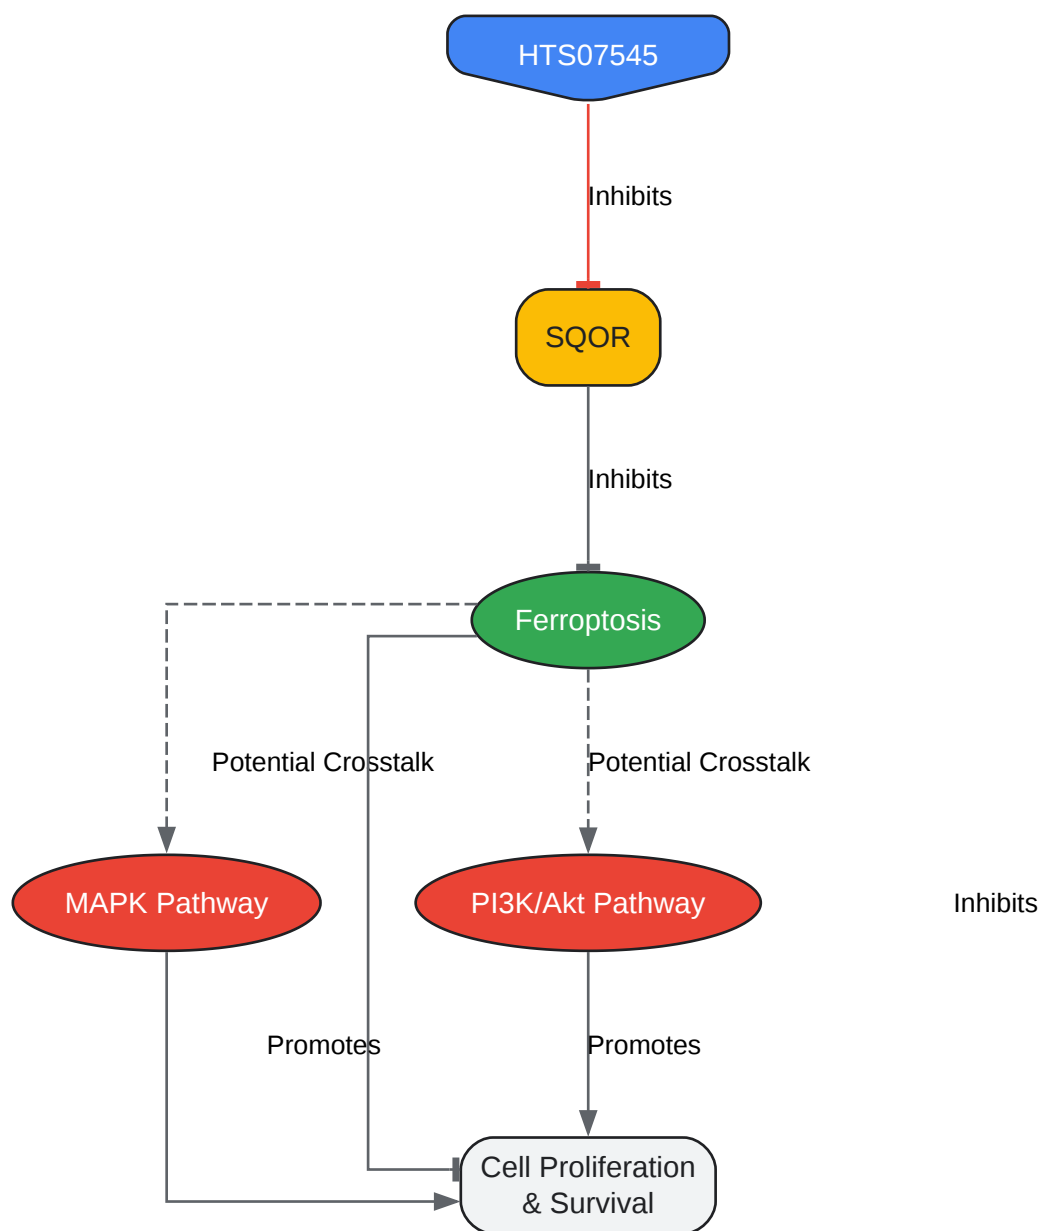 HTS07545
Inhibits
SQOR
Inhibits
Ferroptosis
Potential Crosstalk
Potential Crosstalk
MAPK Pathway
PI3K/Akt Pathway
Inhibits
Promotes
Promotes
Cell Proliferation
& Survival